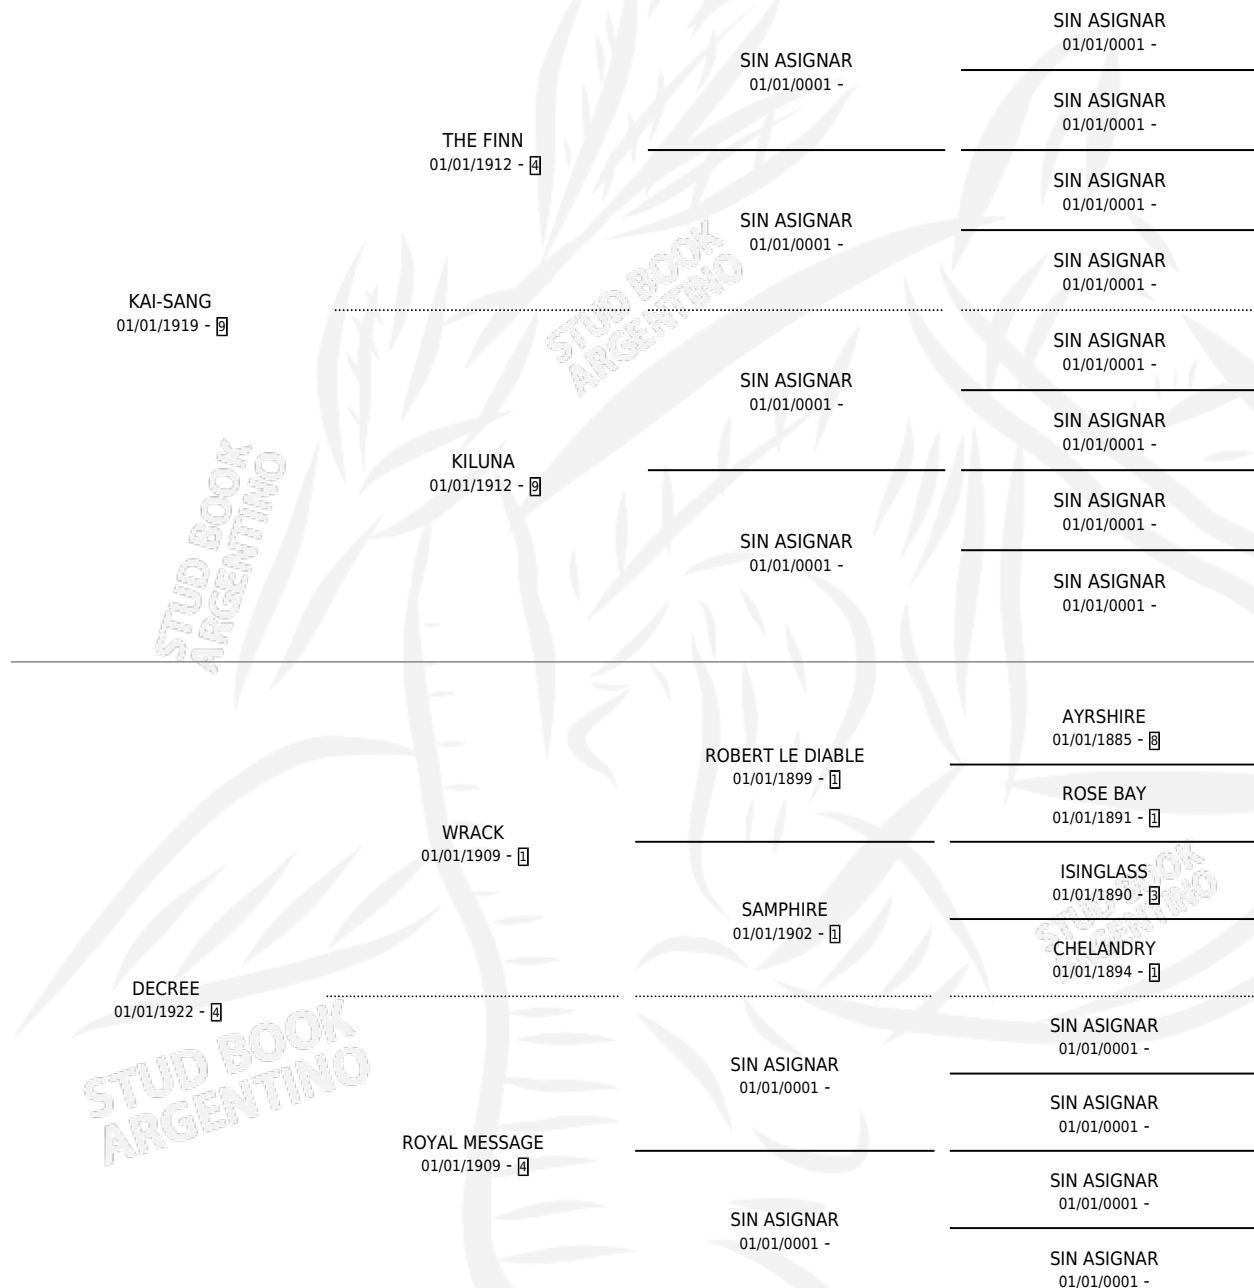 SIN ASIGNAR
01/01/0001 -
SIN ASIGNAR
01/01/0001 -
SIN ASIGNAR
01/01/0001 -
THE FINN
01/01/1912 - 4
SIN ASIGNAR
01/01/0001 -
SIN ASIGNAR
01/01/0001 -
SIN ASIGNAR
01/01/0001 -
STUD BOOK
ARGENTINO
KAI-SANG
01/01/1919 - 9
SIN ASIGNAR
01/01/0001 -
SIN ASIGNAR
01/01/0001 -
SIN ASIGNAR
01/01/0001 -
KILUNA
01/01/1912 - 9
SIN ASIGNAR
01/01/0001 -
SIN ASIGNAR
01/01/0001 -
SIN ASIGNAR
01/01/0001 -
STUD BOOK
ARGENTINO
AYRSHIRE
01/01/1885 - 8
ROBERT LE DIABLE
01/01/1899 - 1
ROSE BAY
01/01/1891 - 1
WRACK
01/01/1909 - 1
ISINGLASS
01/01/1890 - 3
SAMPHIRE
01/01/1902 - 1
CHELANDRY
01/01/1894 - 1
STUD BOOK
ARGENTINO
DECREE
01/01/1922 - 4
SIN ASIGNAR
01/01/0001 -
SIN ASIGNAR
01/01/0001 -
SIN ASIGNAR
01/01/0001 -
STUD BOOK
ARGENTINO
ROYAL MESSAGE
01/01/1909 - 4
SIN ASIGNAR
01/01/0001 -
SIN ASIGNAR
01/01/0001 -
SIN ASIGNAR
01/01/0001 -